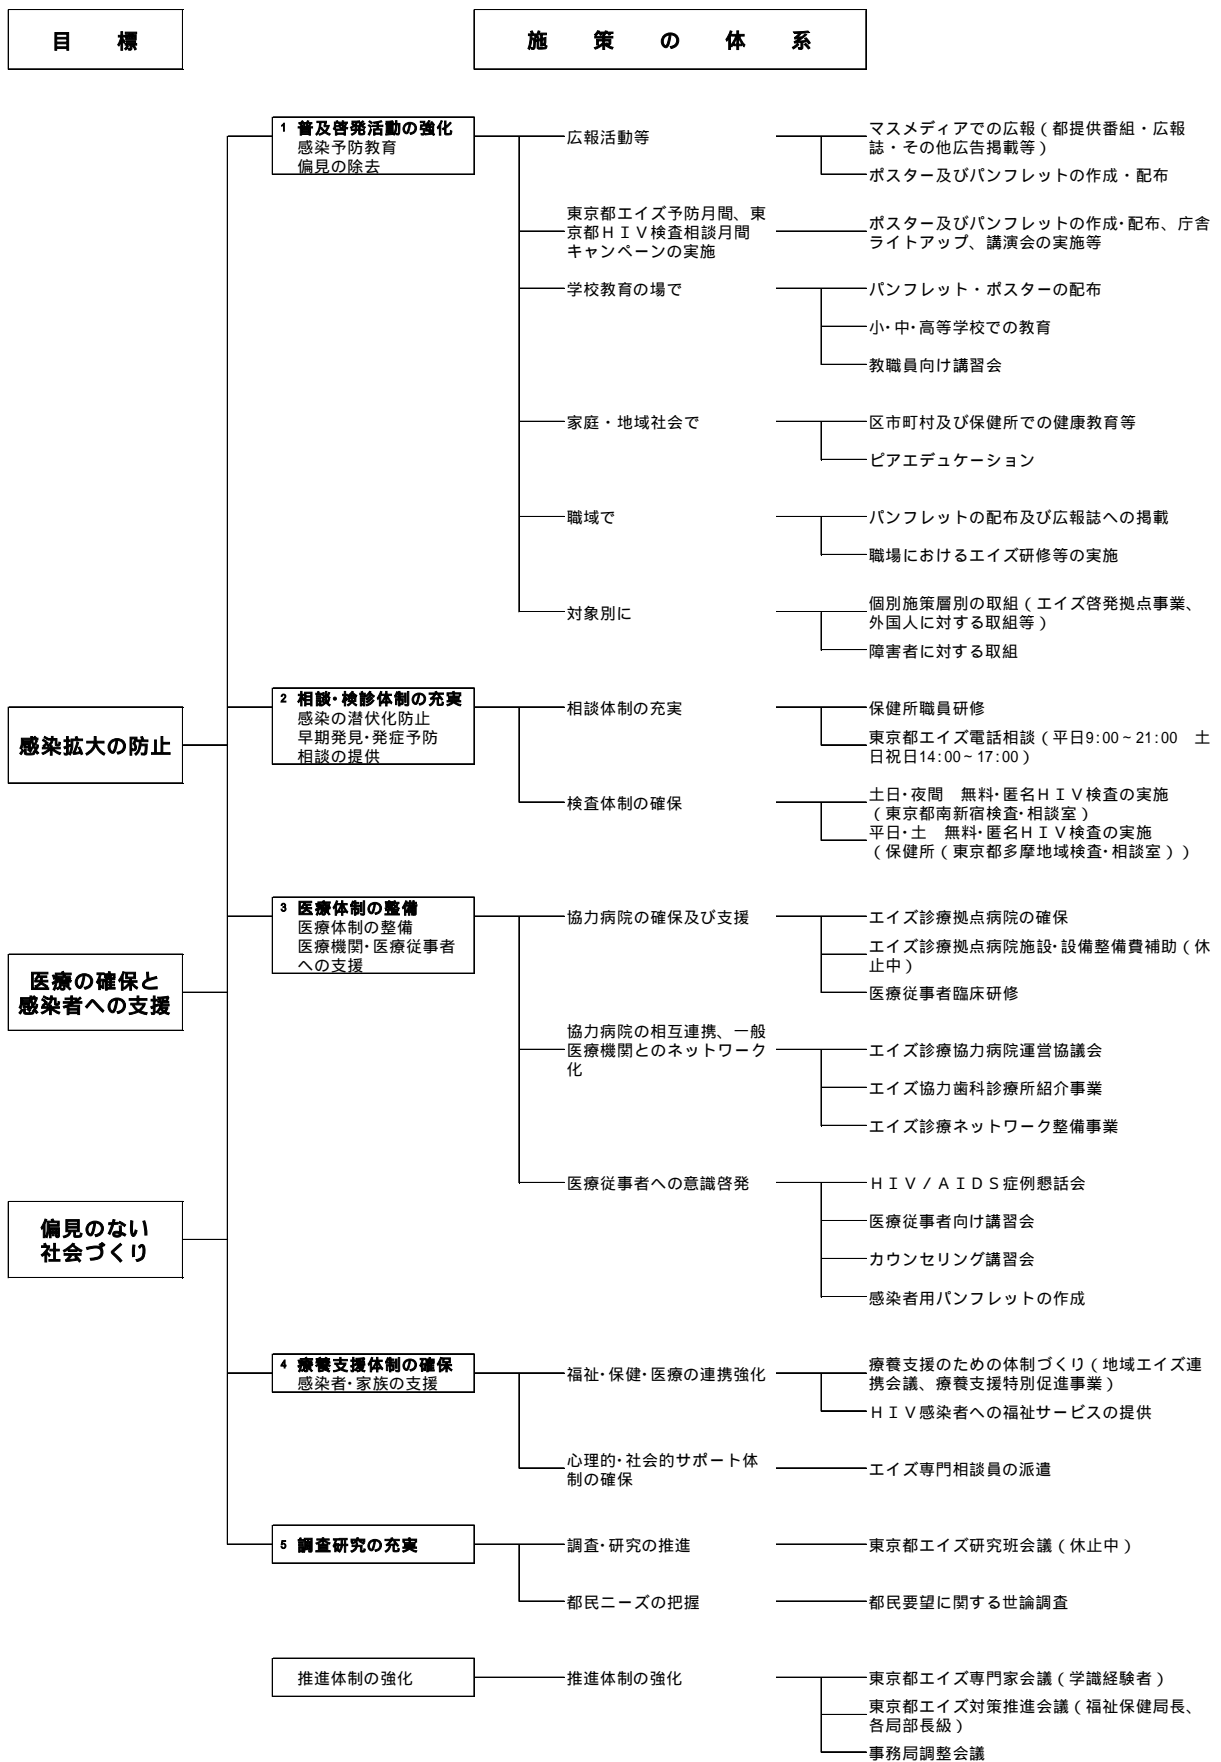 目　標
施　策　の　体　系
1 普及啓発活動の強化
感染予防教育
偏見の除去
広報活動等
マスメディアでの広報（都提供番組・広報
誌・その他広告掲載等）
ポスター及びパンフレットの作成・配布
東京都エイズ予防月間、東
京都ＨＩＶ検査相談月間
キャンペーンの実施
ポスター及びパンフレットの作成・配布、庁舎
ライトアップ、講演会の実施等
学校教育の場で
パンフレット・ポスターの配布
小・中・高等学校での教育
教職員向け講習会
家庭・地域社会で
区市町村及び保健所での健康教育等
ピアエデュケーション
職域で
パンフレットの配布及び広報誌への掲載
職場におけるエイズ研修等の実施
対象別に
個別施策層別の取組（エイズ啓発拠点事業、
外国人に対する取組等）
障害者に対する取組
感染拡大の防止
2 相談・検診体制の充実
感染の潜伏化防止
早期発見・発症予防
相談の提供
相談体制の充実
保健所職員研修
東京都エイズ電話相談（平日9:00～21:00　土
日祝日14:00～17:00）
検査体制の確保
土日・夜間　無料・匿名ＨＩＶ検査の実施
（東京都南新宿検査・相談室）
平日・土　無料・匿名ＨＩＶ検査の実施
（保健所（東京都多摩地域検査・相談室））
医療の確保と
感染者への支援
3 医療体制の整備
医療体制の整備
医療機関・医療従事者
への支援
協力病院の確保及び支援
エイズ診療拠点病院の確保
エイズ診療拠点病院施設・設備整備費補助（休
止中）
医療従事者臨床研修
協力病院の相互連携、一般
医療機関とのネットワーク
化
エイズ診療協力病院運営協議会
エイズ協力歯科診療所紹介事業
エイズ診療ネットワーク整備事業
医療従事者への意識啓発
ＨＩＶ/ＡＩＤＳ症例懇話会
医療従事者向け講習会
カウンセリング講習会
感染者用パンフレットの作成
偏見のない
社会づくり
4 療養支援体制の確保
感染者・家族の支援
福祉・保健・医療の連携強化
療養支援のための体制づくり（地域エイズ連
携会議、療養支援特別促進事業）
ＨＩＶ感染者への福祉サービスの提供
心理的・社会的サポート体
制の確保
エイズ専門相談員の派遣
5 調査研究の充実
調査・研究の推進
東京都エイズ研究班会議（休止中）
都民ニーズの把握
都民要望に関する世論調査
推進体制の強化
推進体制の強化
東京都エイズ専門家会議（学識経験者）
東京都エイズ対策推進会議（福祉保健局長、
各局部長級）
事務局調整会議